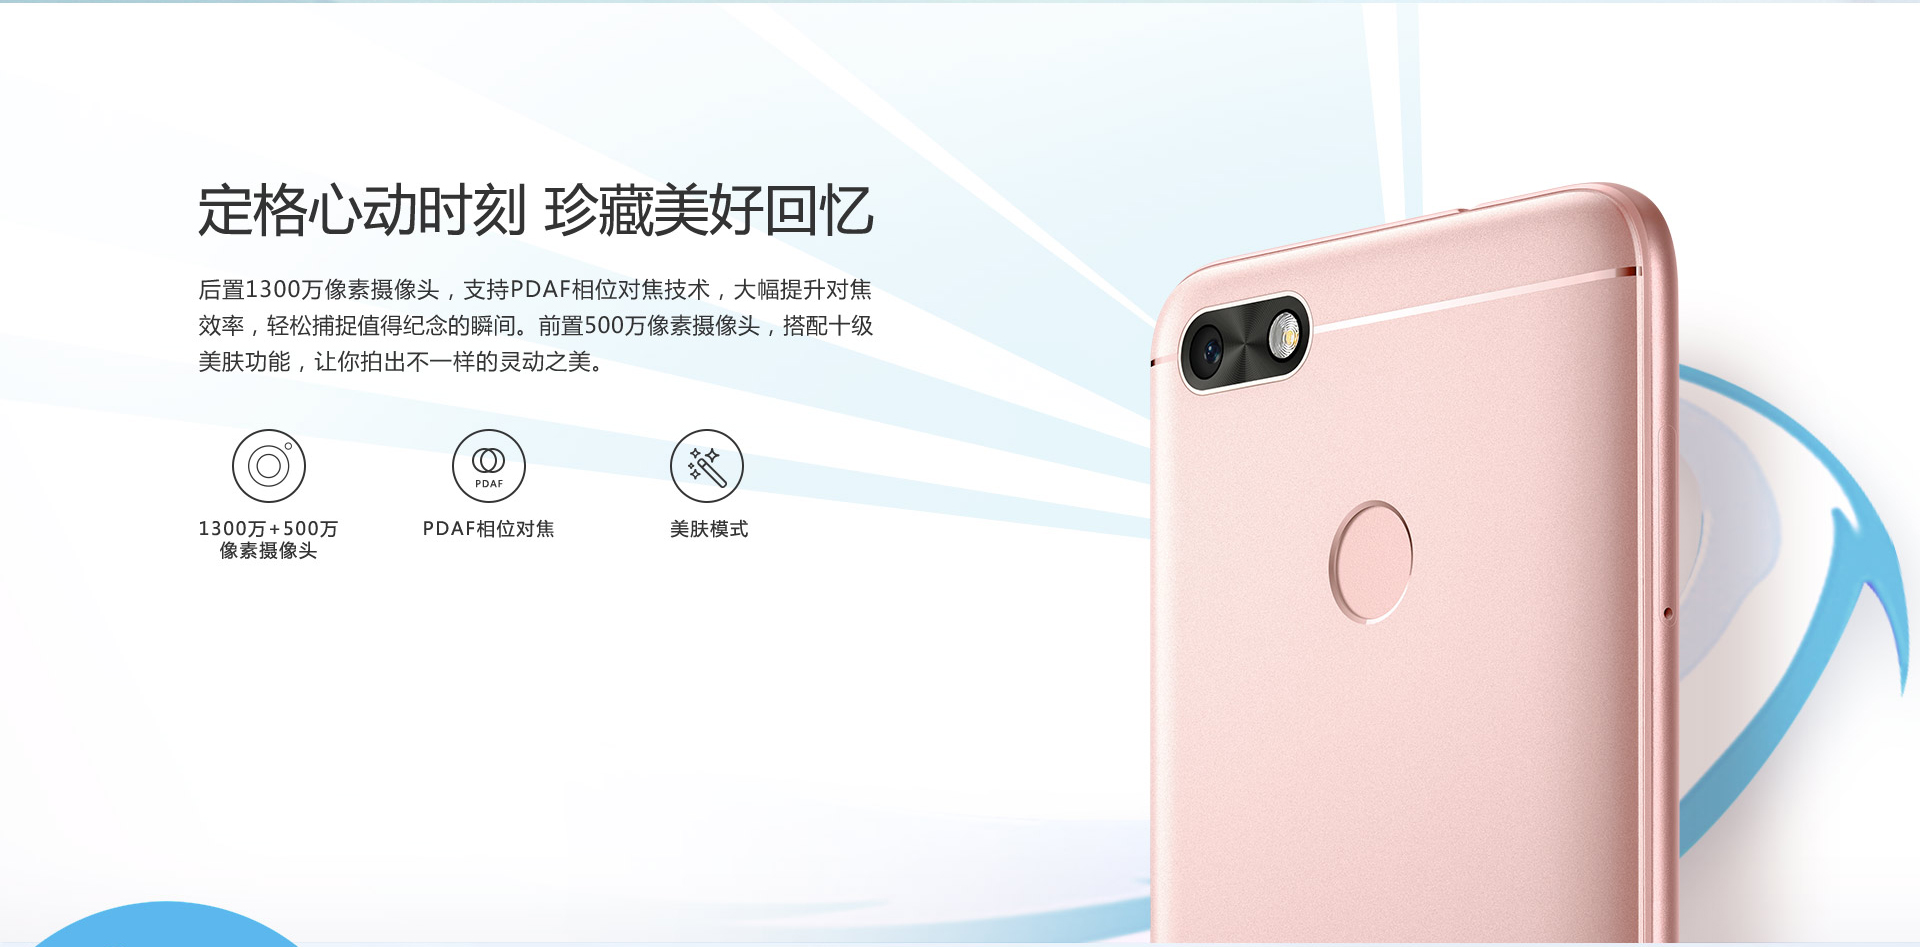 定格心动时刻 珍藏美好回忆
后置1300万像素摄像头，支持PDAF相位对焦技术，大幅提升对焦
效率，轻松捕捉值得纪念的瞬间。前置500万像素摄像头，搭配十级
美肤功能，让你拍出不一样的灵动之美。
PDAF
1300万+500万
像素摄像头
PDAF相位对焦
美肤模式